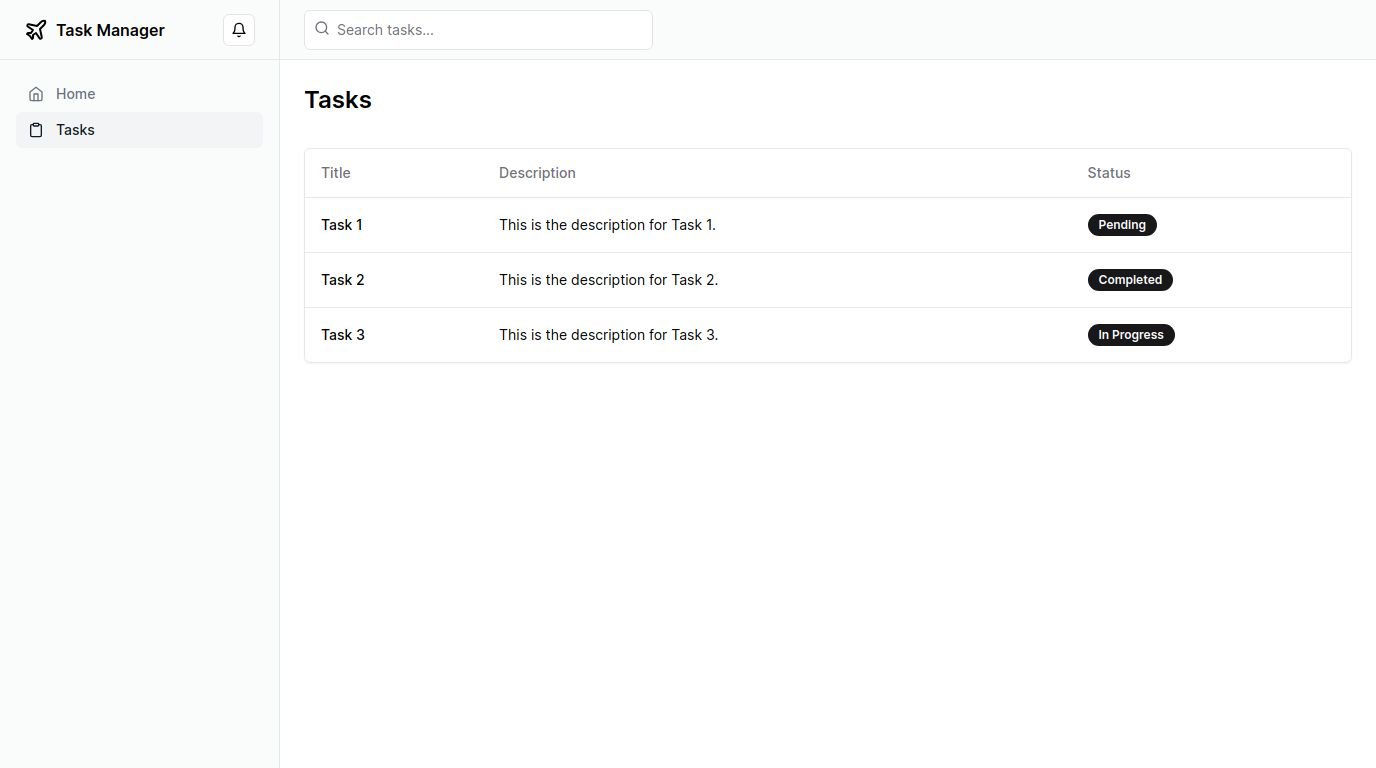 Task Manager
Search tasks...
Home
Tasks
Tasks
Title Description Status
Task 1 This is the description for Task 1. Pending
Task 2 This is the description for Task 2. Completed
Task 3 This is the description for Task 3. In Progress